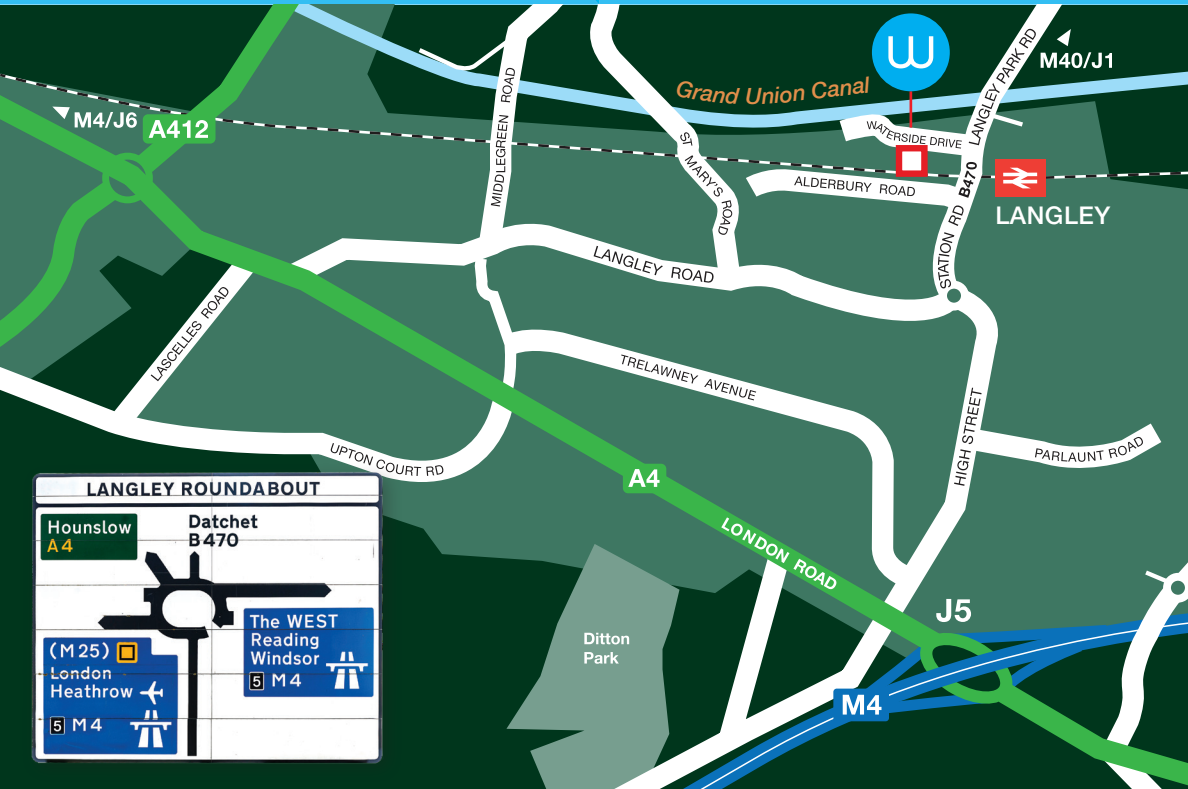 W
M40/J1
LANGLEY PARK RD
Grand Union Canal
M4/J6
A412
MIDDLEGREEN ROAD
ST MARY'S ROAD
WATERSIDE DRIVE
ALDERBURY ROAD
B470
STATION RD
LANGLEY
LANGLEY ROAD
LASCELLES ROAD
TRELAWNEY AVENUE
HIGH STREET
PARLAUNT ROAD
UPTON COURT RD
A4
LONDON ROAD
J5
M4
Ditton
Park
LANGLEY ROUNDABOUT
Hounslow
A4
Datchet
B470
The WEST
Reading
Windsor
5 M4
(M25)
London
Heathrow
5 M4